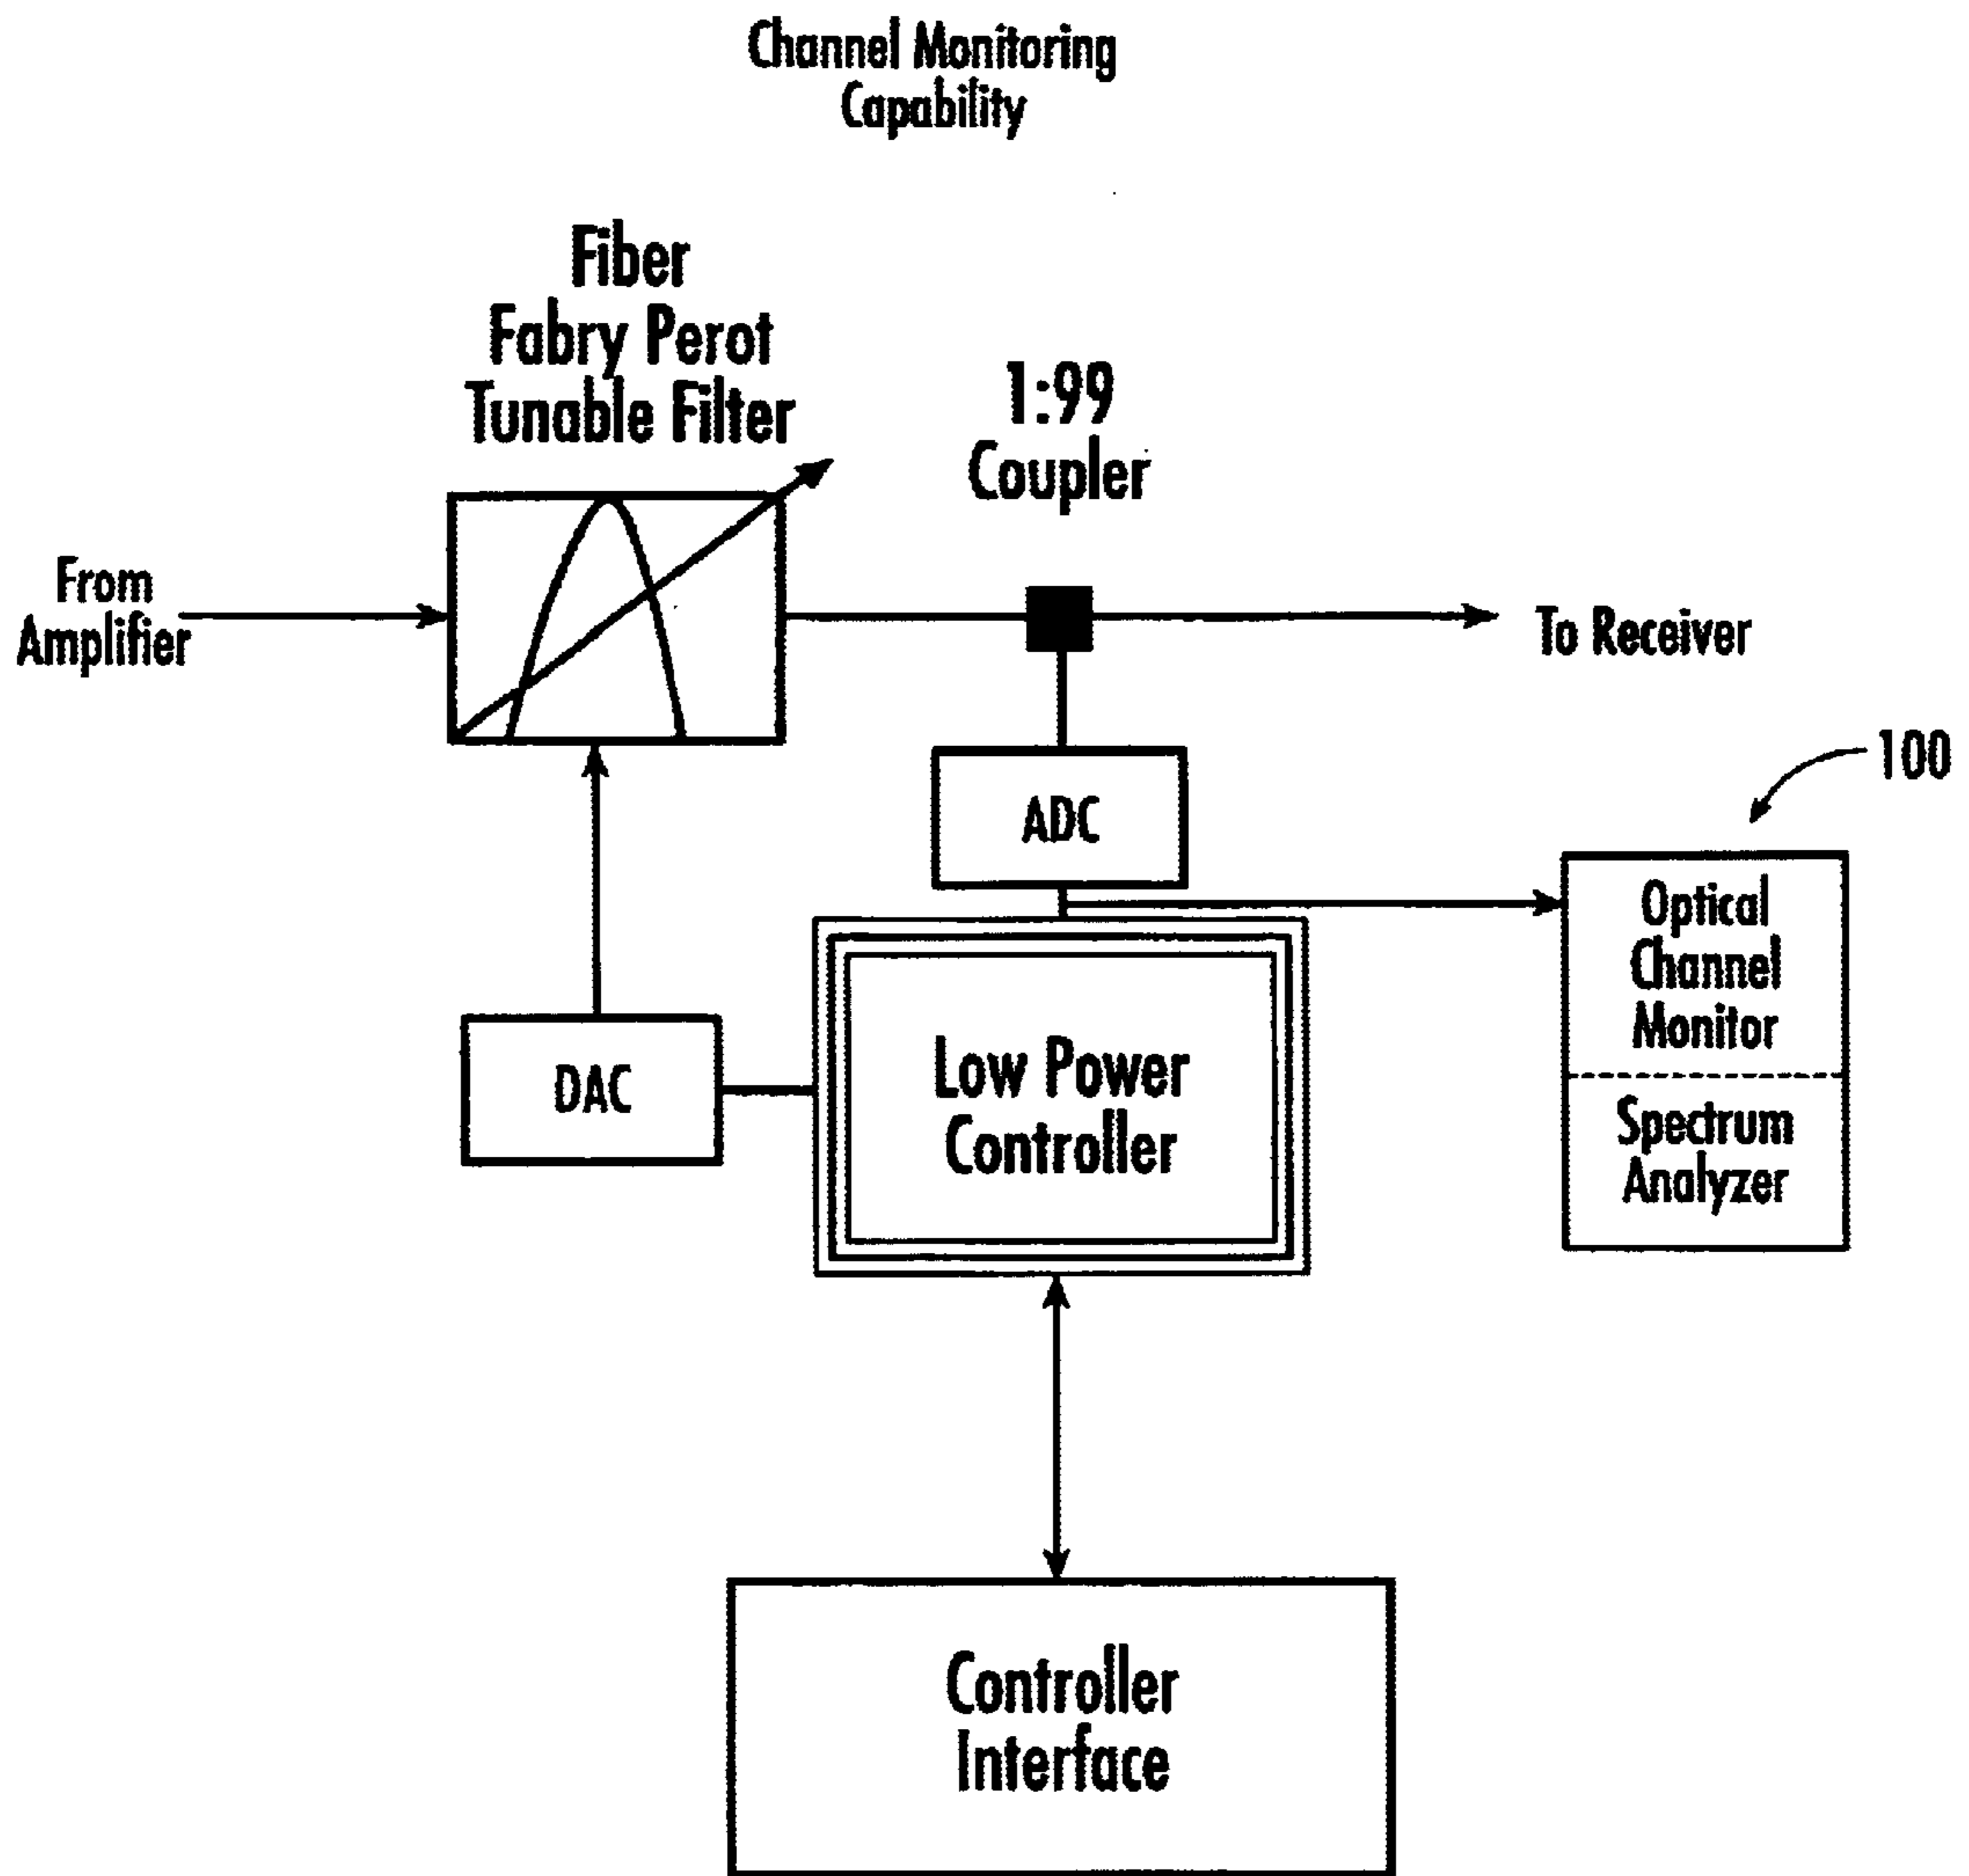 Channel Monitoring
Capability
Fiber
Fabry Perot
Tunable Filter
1:99
Coupler
From
Amplifier
To Receiver
100
ADC
Optical
Channel
Monitor
Spectrum
Analyzer
DAC
Low Power
Controller
Controller
Interface